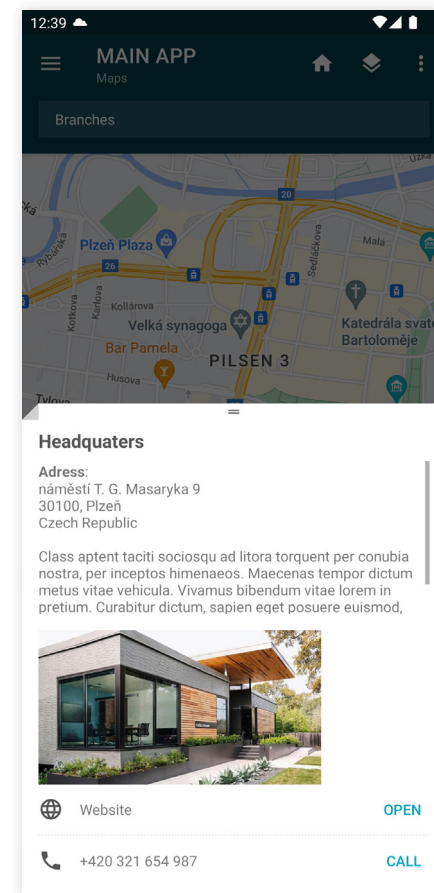 12:39
MAIN APP
Maps
Branches
20
Plzeň Plaza
Rybářská
26
Sedláčkova
Malá
Kotkova
Karlova
Kollárova
Velká synagoga
Katedrála svaté
Bartoloměje
Bar Pamela
PILSEN 3
Husova
Tylova
Headquaters
Adress:
náměstí T. G. Masaryka 9
30100, Plzeň
Czech Republic
Class aptent taciti sociosqu ad litora torquent per conubia
nostra, per inceptos himenaeos. Maecenas tempor dictum
metus vitae vehicula. Vivamus bibendum vitae lorem in
pretium. Curabitur dictum, sapien eget posuere euismod,
Website
OPEN
+420 321 654 987
CALL